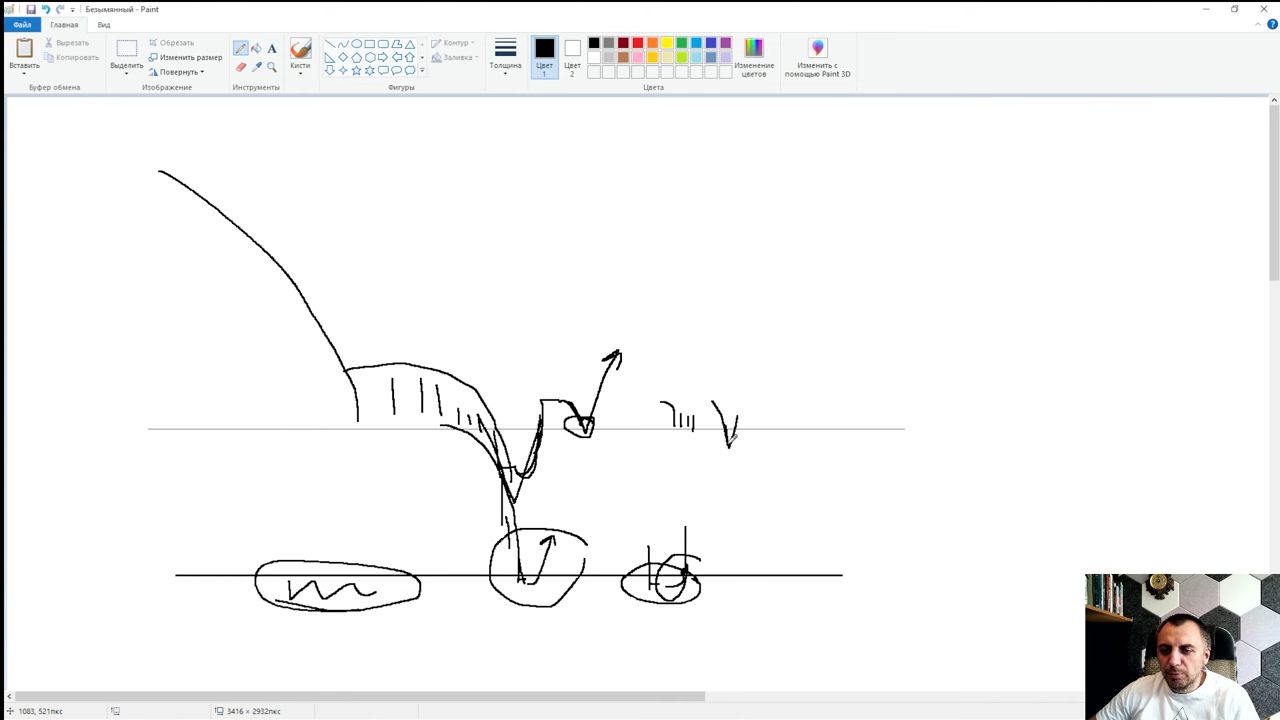 Безымянный - Paint
Файл Главная Вид
Вставить
Вырезать
Копировать
Буфер обмена
Выделить
Обрезать
Изменить размер
Повернуть
Изображение
A
Инструменты
Кисти
Контур
Заливка
Фигуры
Толщина
Цвет 1
Цвет 2
Изменение цветов
Цвета
Изменить с помощью Paint 3D
1083, 521пкс
3416 × 2932пкс